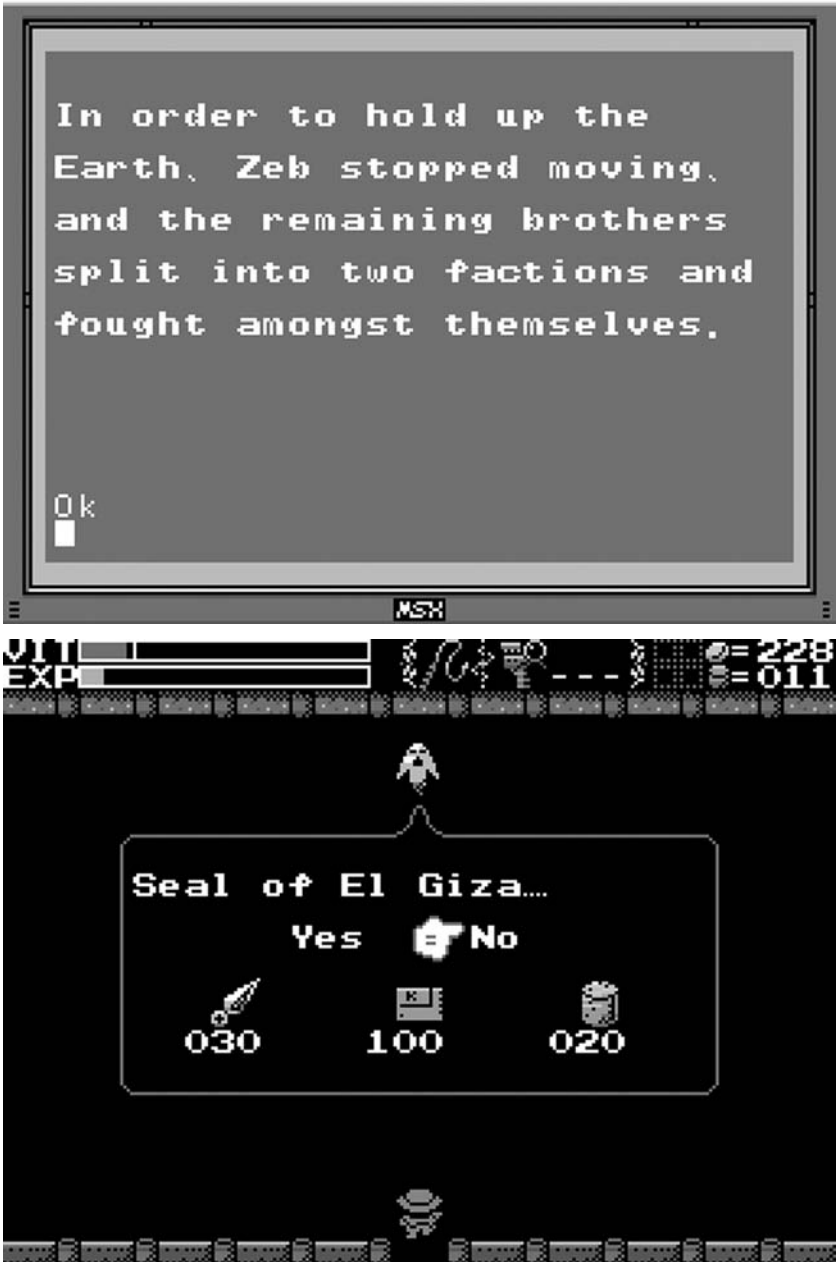 In order to hold up the
Earth、 Zeb stopped moving、
and the remaining brothers
split into two factions and
fought amongst themselves.
Ok
MSX
VIT
EXP
---
=228
=011
Seal of El Giza…
Yes No
K
030 100 020